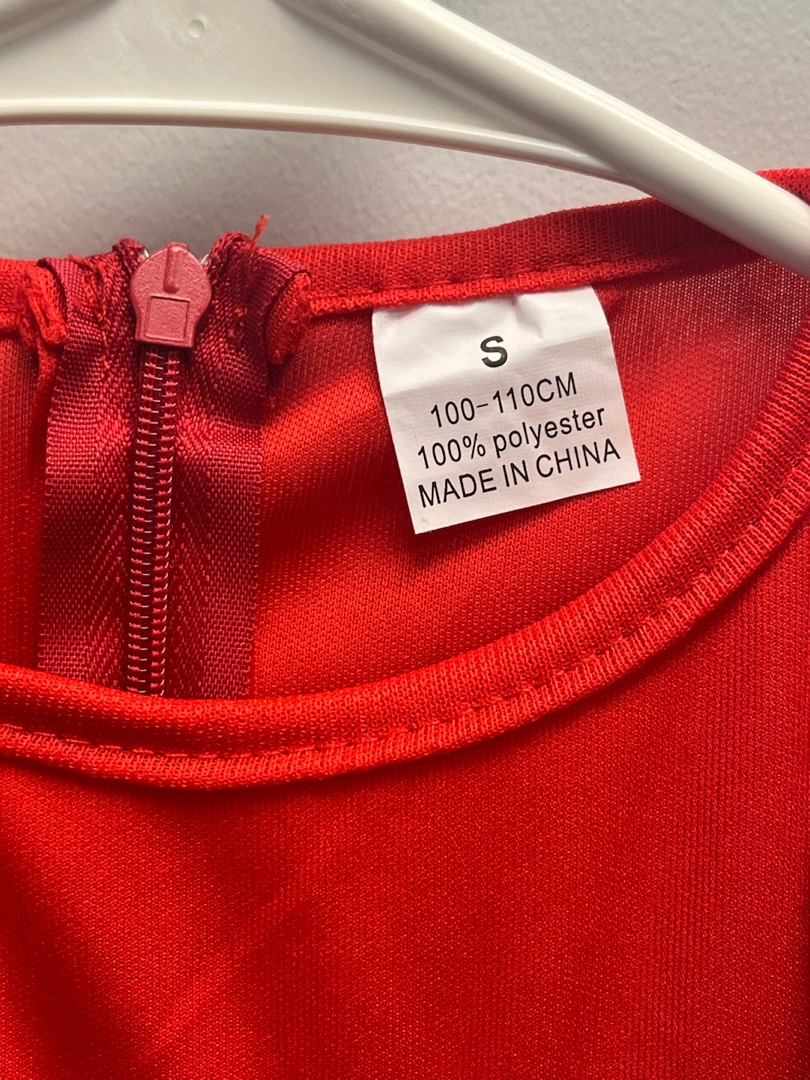 S
100-110CM
100% polyester
MADE IN CHINA